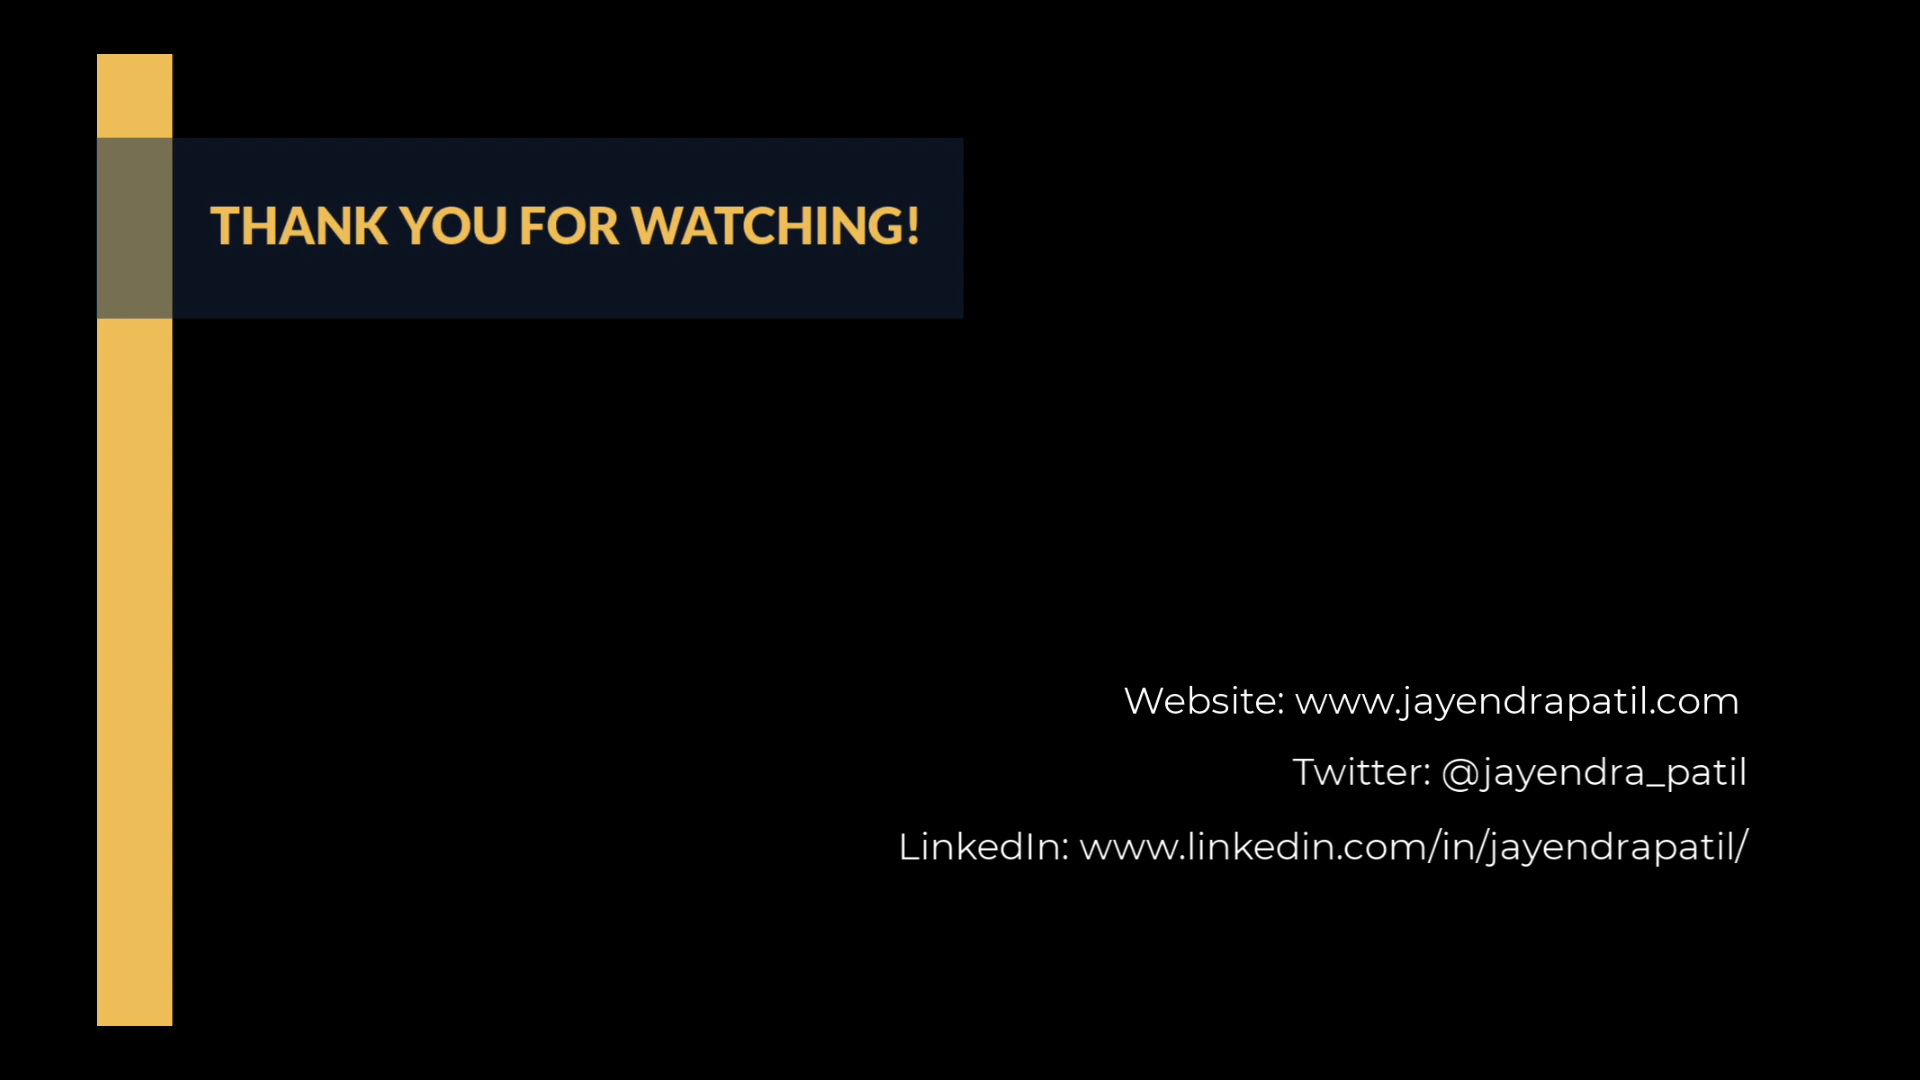 THANK YOU FOR WATCHING!
Website: www.jayendrapatil.com
Twitter: @jayendra_patil
LinkedIn: www.linkedin.com/in/jayendrapatil/